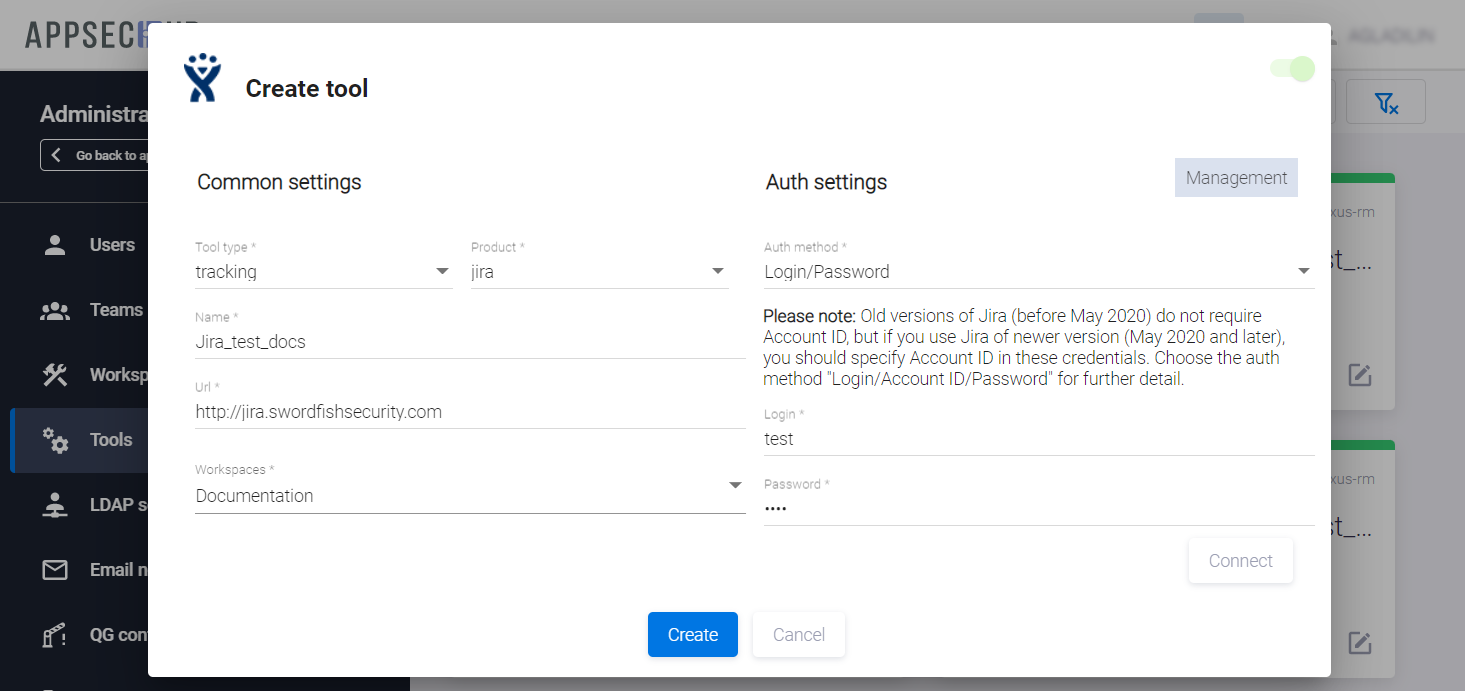 APPSEC
Create tool
Administra
Go back to a
Common settings
Auth settings
Management
xus-rm
Users
Tool type *
Product *
Auth method *
tracking
jira
Login/Password
st_...
Teams
Name *
Jira_test_docs
Please note: Old versions of Jira (before May 2020) do not require
Account ID, but if you use Jira of newer version (May 2020 and later),
you should specify Account ID in these credentials. Choose the auth
method "Login/Account ID/Password" for further detail.
Worksp
Url *
http://jira.swordfishsecurity.com
Login *
test
Tools
Workspaces *
Documentation
Password *
••••
xus-rm
LDAP s
st_...
Connect
Email n
QG con
Create
Cancel